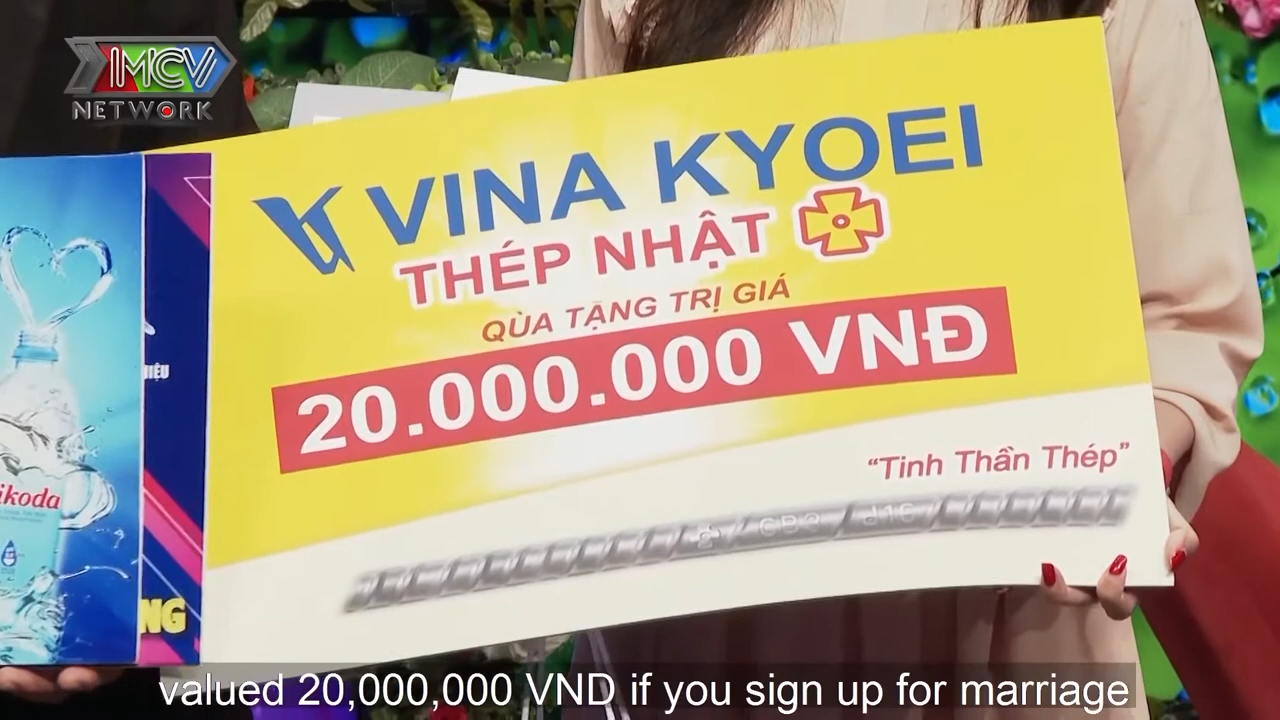 MCV
NETWORK
VINA KYOEI
THÉP NHẬT
QÙA TẶNG TRỊ GIÁ
20.000.000 VNĐ
"Tinh Thần Thép"
ikoda
IỆU
NG
valued 20,000,000 VND if you sign up for marriage